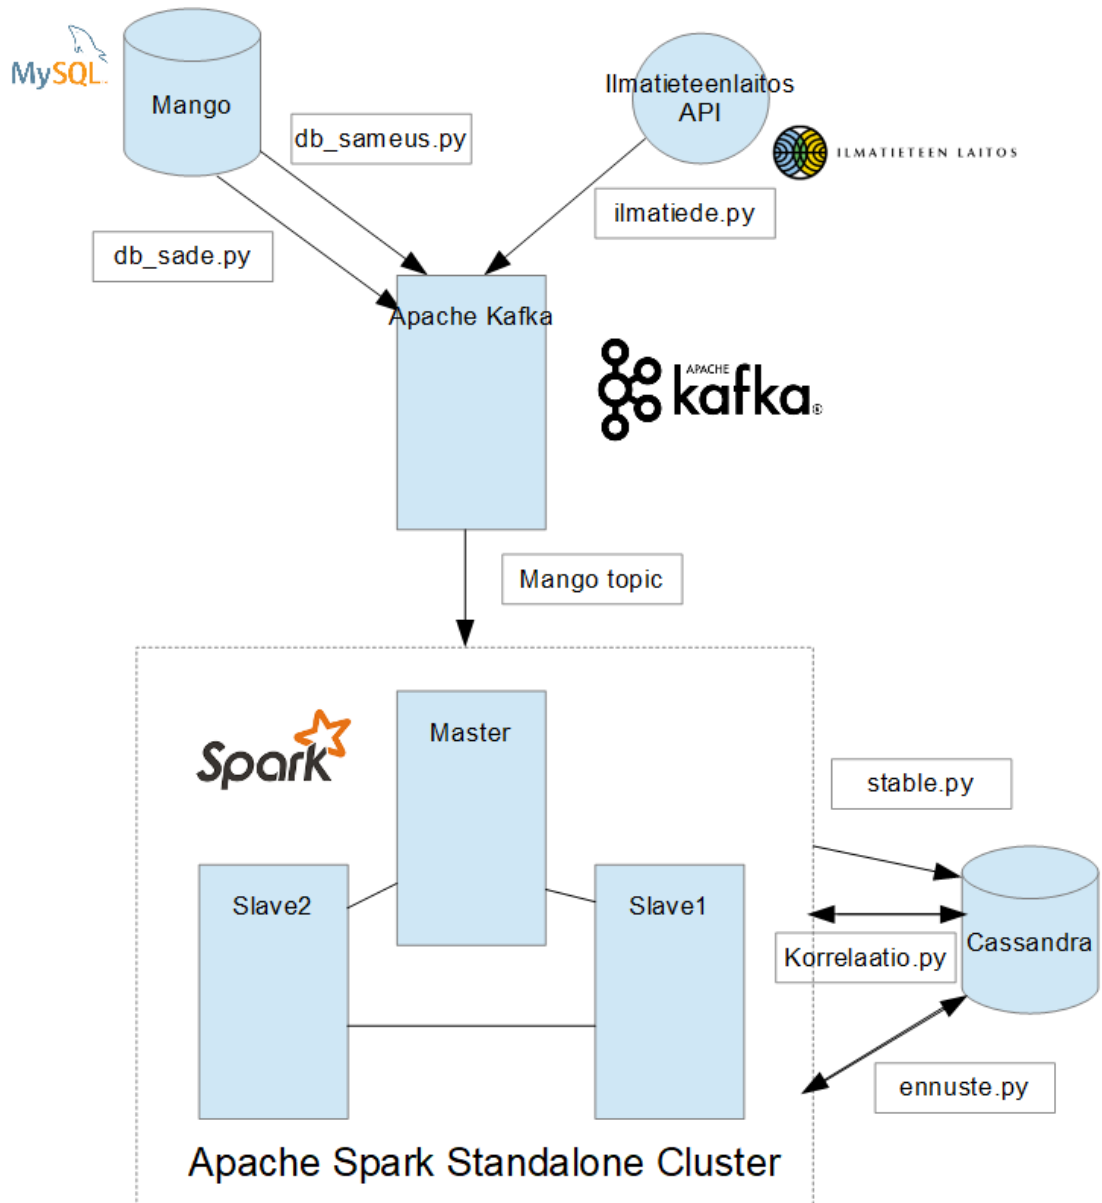 MySQL
Mango
Ilmatieteenlaitos
API
db_sameus.py
ILMATIETEEN LAITOS
ilmatiede.py
db_sade.py
Apache Kafka
APACHE
kafka®
Mango topic
Spark
Master
stable.py
Slave2
Slave1
Cassandra
Korrelaatio.py
ennuste.py
Apache Spark Standalone Cluster